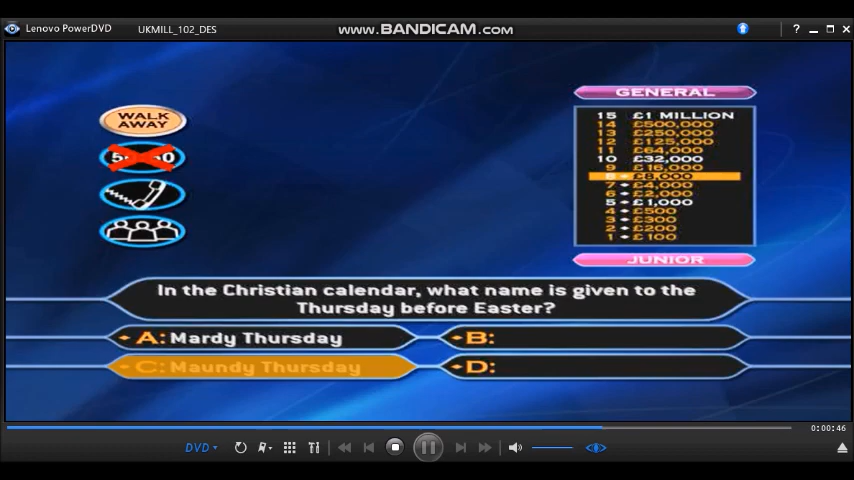 Lenovo PowerDVD
UKMILL_102_DES
www.BANDICAM.com
?
WALK
AWAY
GENERAL
15 £1 MILLION
14 £500,000
13 £250,000
12 £125,000
11 £64,000
10 £32,000
9 £16,000
8 £8,000
7 £4,000
6 £2,000
5 £1,000
4 £500
3 £300
2 £200
1 £100
JUNIOR
In the Christian calendar, what name is given to the
Thursday before Easter?
A: Mardy Thursday
B:
C: Maundy Thursday
D:
0:00:46
DVD